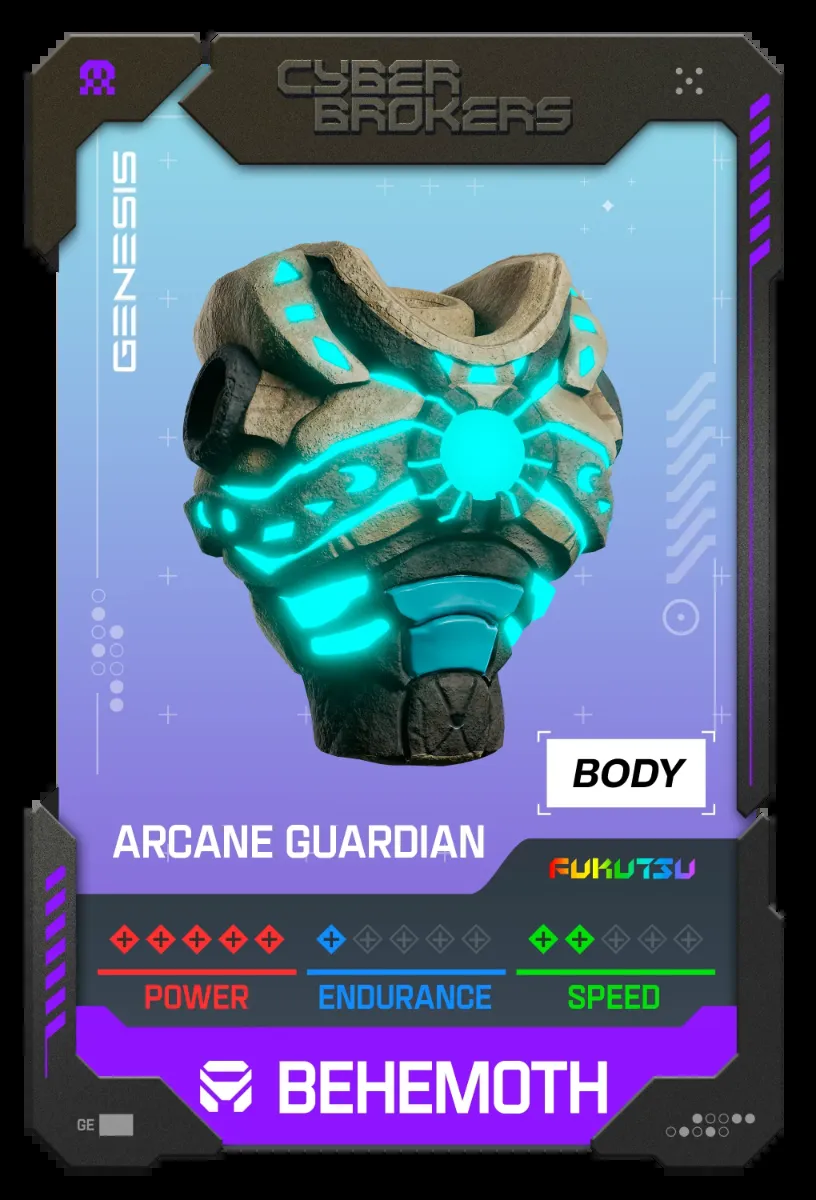 CYBER
BROKERS
GENESIS
BODY
ARCANE GUARDIAN
FUKUTSU
POWER ENDURANCE SPEED
BEHEMOTH
GE